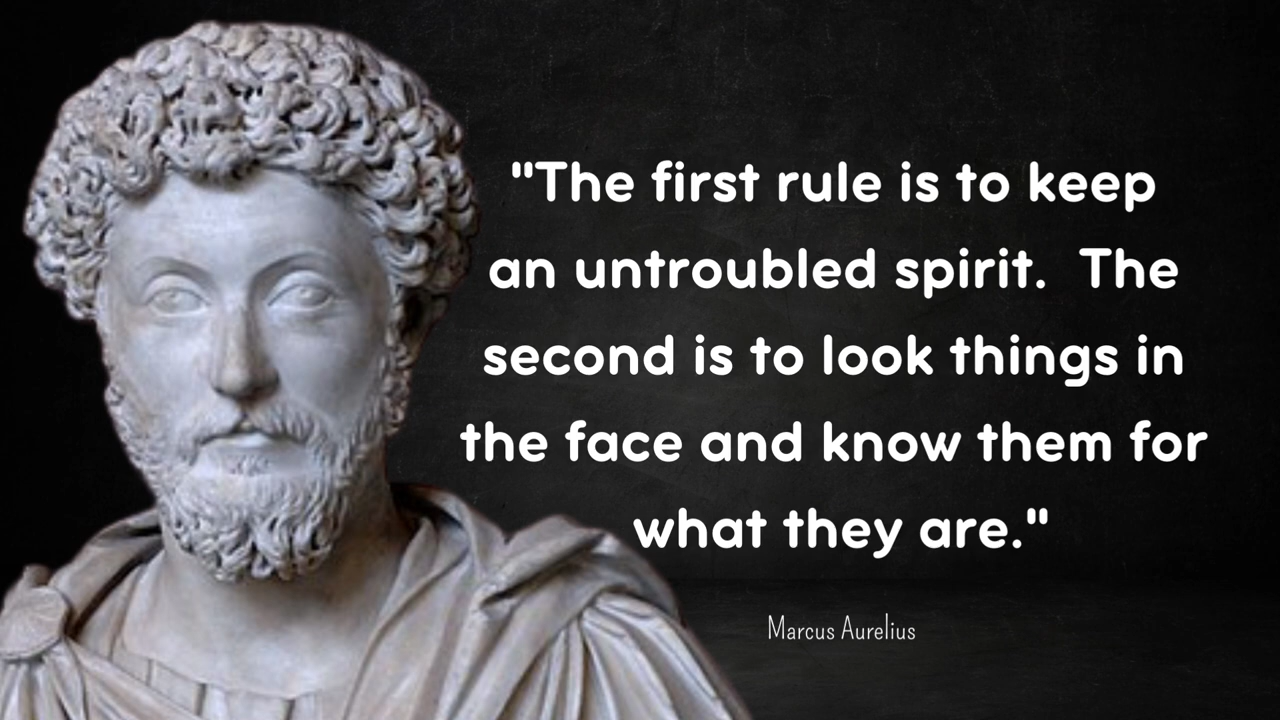 "The first rule is to keep
an untroubled spirit.  The
second is to look things in
the face and know them for
what they are."
Marcus Aurelius